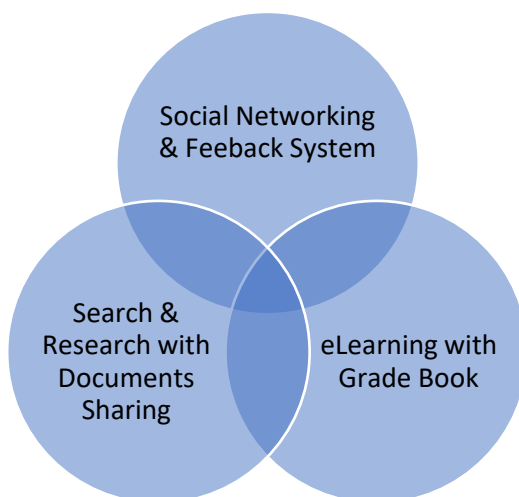 Social Networking
& Feeback System
Search &
Research with
Documents
Sharing
eLearning with
Grade Book